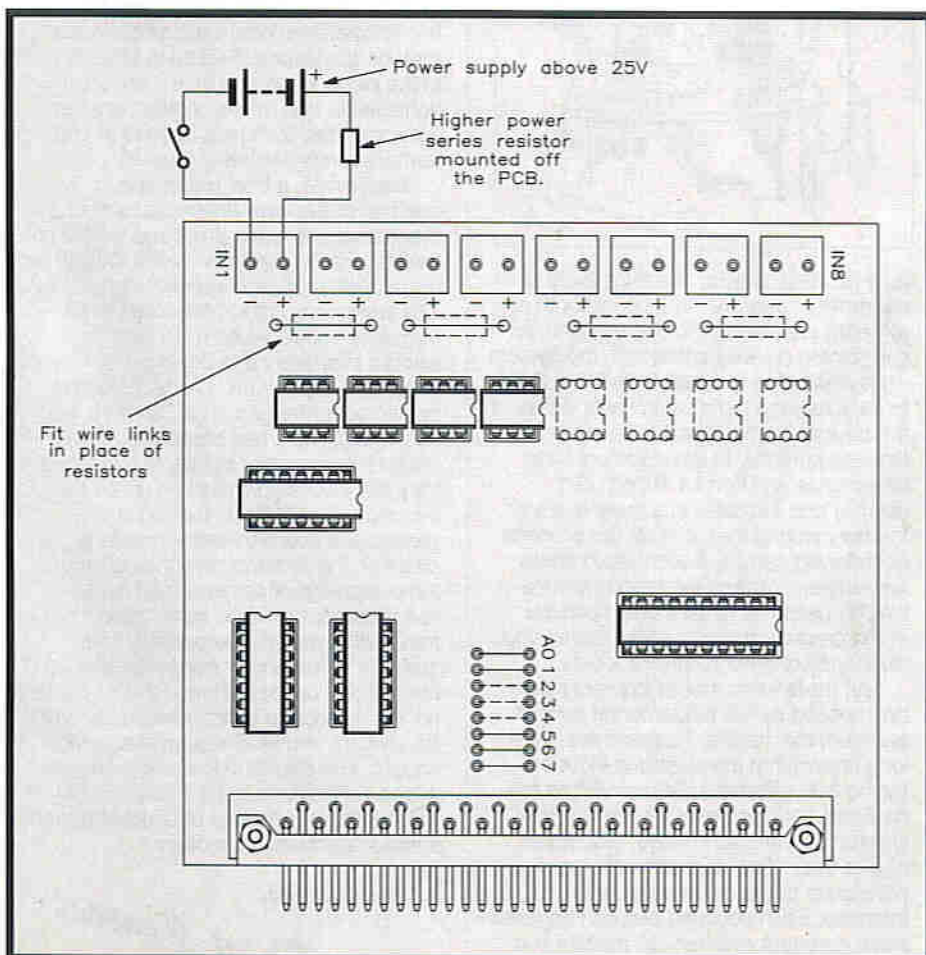 +
Power supply above 25V
Higher power
series resistor
mounted off
the PCB.
IN1
IN8
− + − + − + − + − + − + − + − +
Fit wire links
in place of
resistors
A0 1 2 3 4 5 6 7